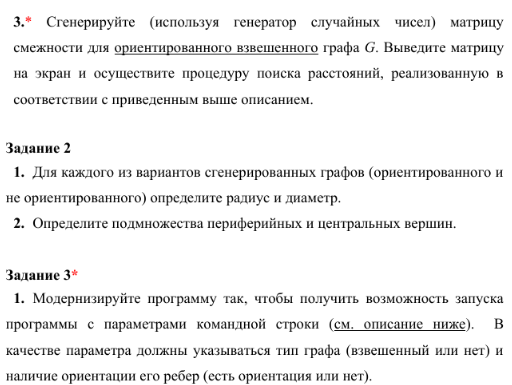 3.* Сгенерируйте (используя генератор случайных чисел) матрицу
смежности для ориентированного взвешенного графа G. Выведите матрицу
на экран и осуществите процедуру поиска расстояний, реализованную в
соответствии с приведенным выше описанием.
Задание 2
1. Для каждого из вариантов сгенерированных графов (ориентированного и
не ориентированного) определите радиус и диаметр.
2. Определите подмножества периферийных и центральных вершин.
Задание 3*
1. Модернизируйте программу так, чтобы получить возможность запуска
программы с параметрами командной строки (см. описание ниже). В
качестве параметра должны указываться тип графа (взвешенный или нет) и
наличие ориентации его ребер (есть ориентация или нет).